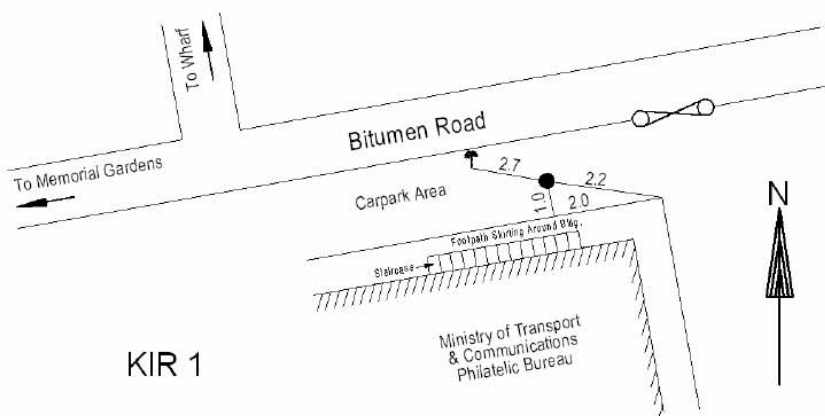 To Wharf
Bitumen Road
To Memorial Gardens
2.7
2.2
Carpark Area
1.0
2.0
N
Footpath Skirting Around Bldg.
Staircase
Ministry of Transport
& Communications
Philatelic Bureau
KIR 1